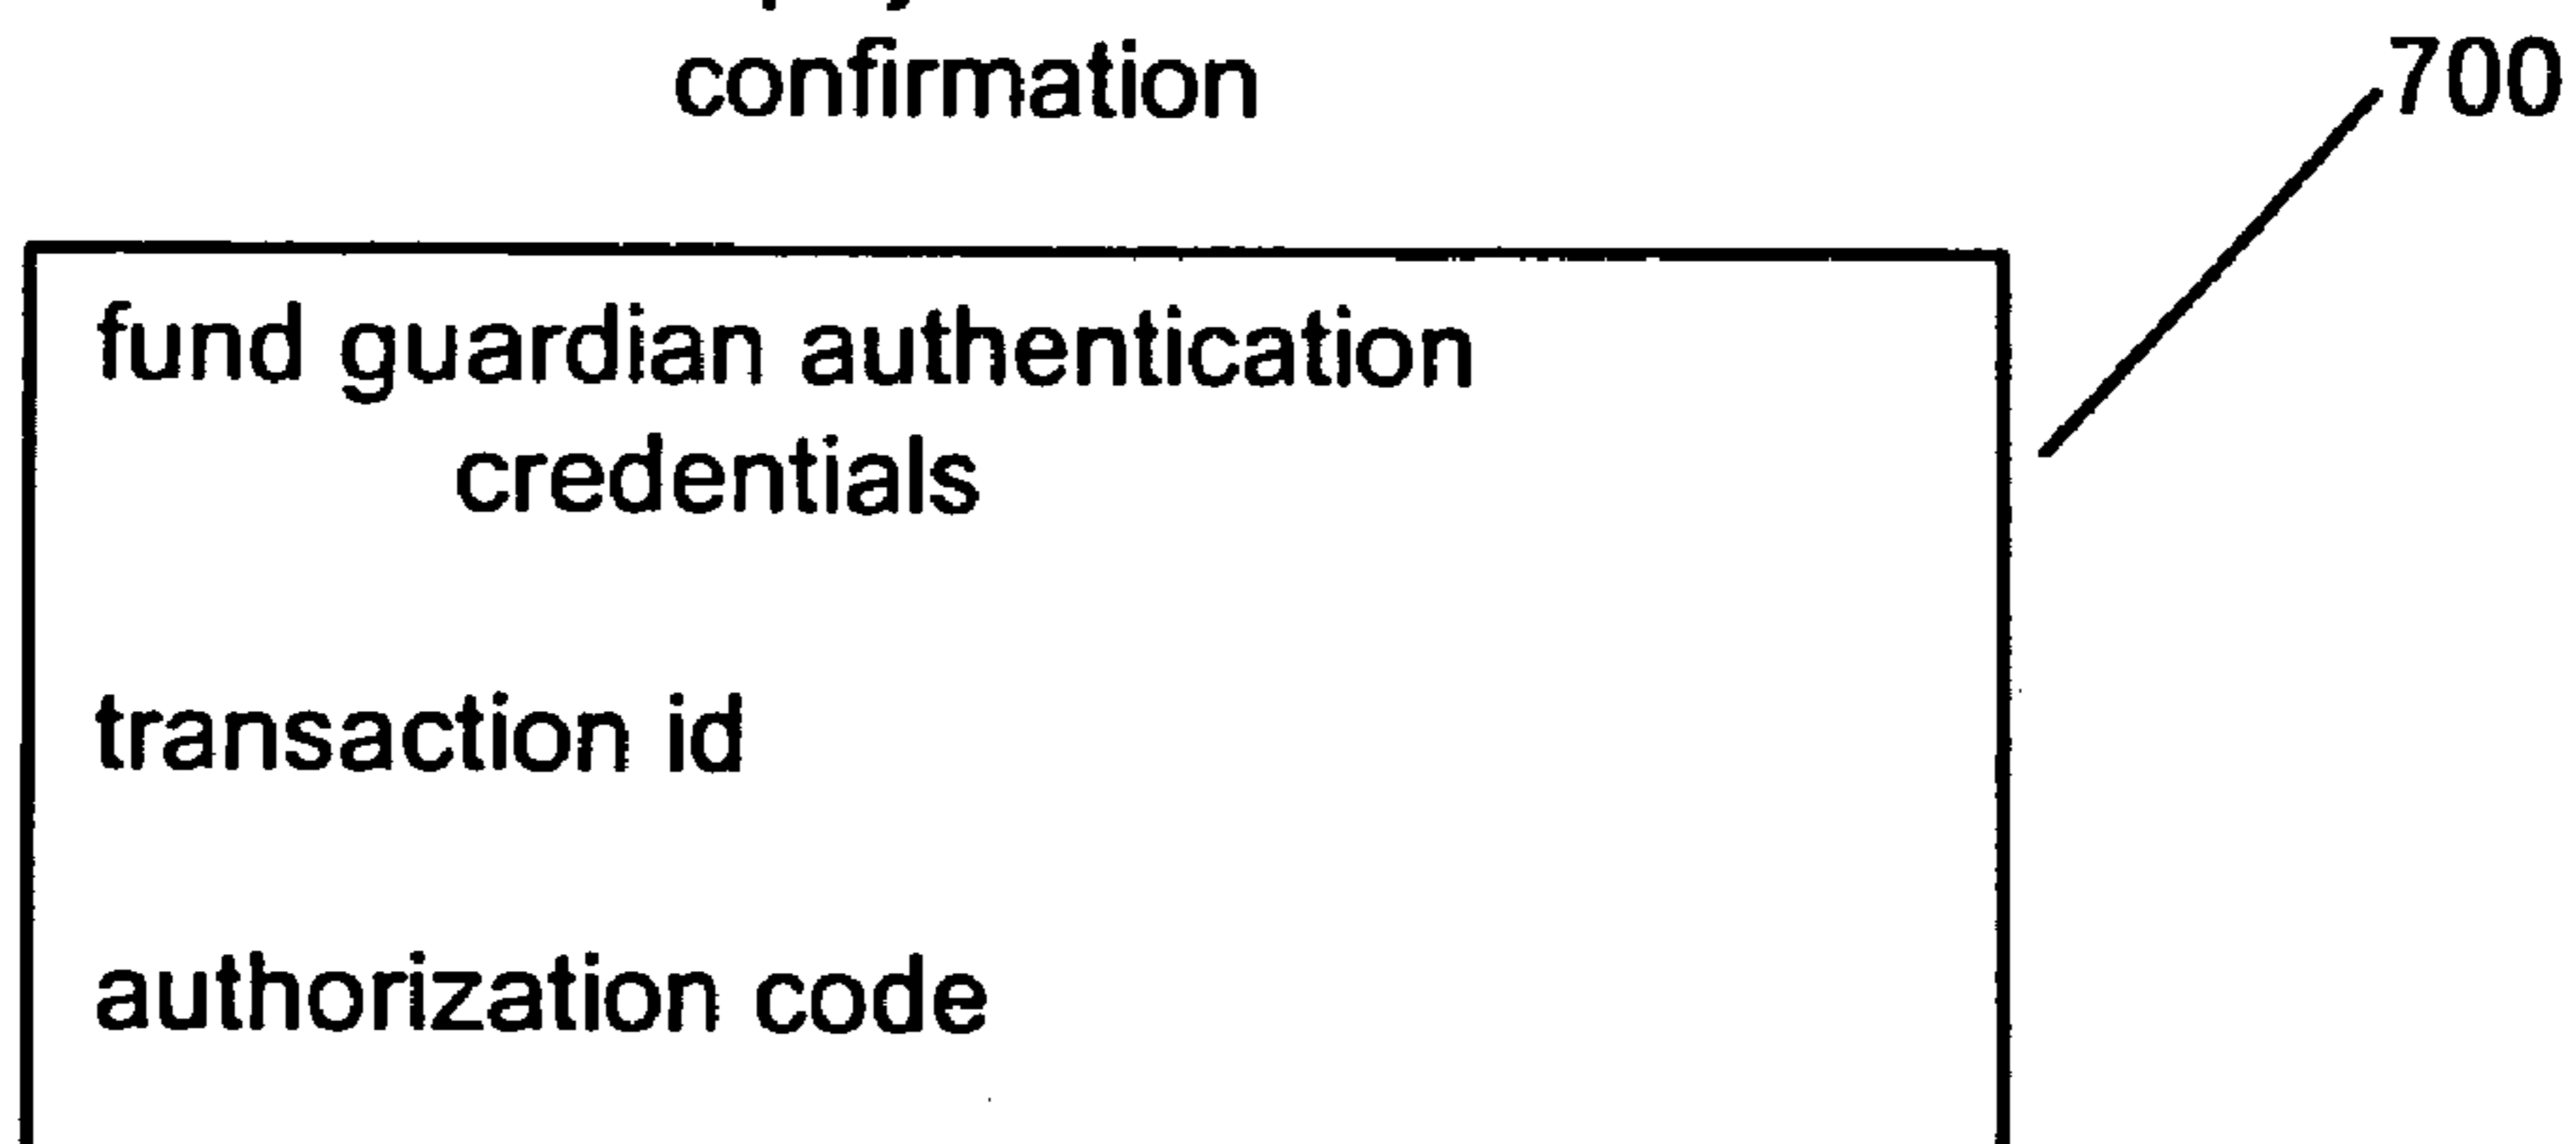 confirmation
700
fund guardian authentication
credentials
transaction id
authorization code